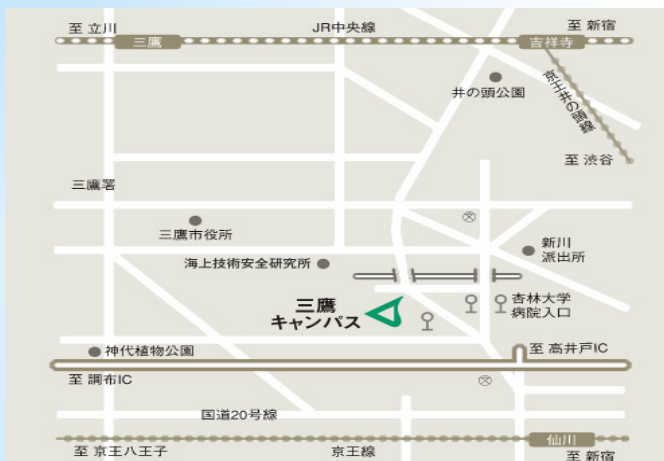 至 立川
JR中央線
至 新宿
三鷹
吉祥寺
井の頭公園
京王井の頭線
至 渋谷
三鷹署
三鷹市役所
新川
派出所
海上技術安全研究所
三鷹
キャンパス
杏林大学
病院入口
神代植物公園
至 高井戸IC
至 調布IC
国道20号線
仙川
至 京王八王子
京王線
至 新宿